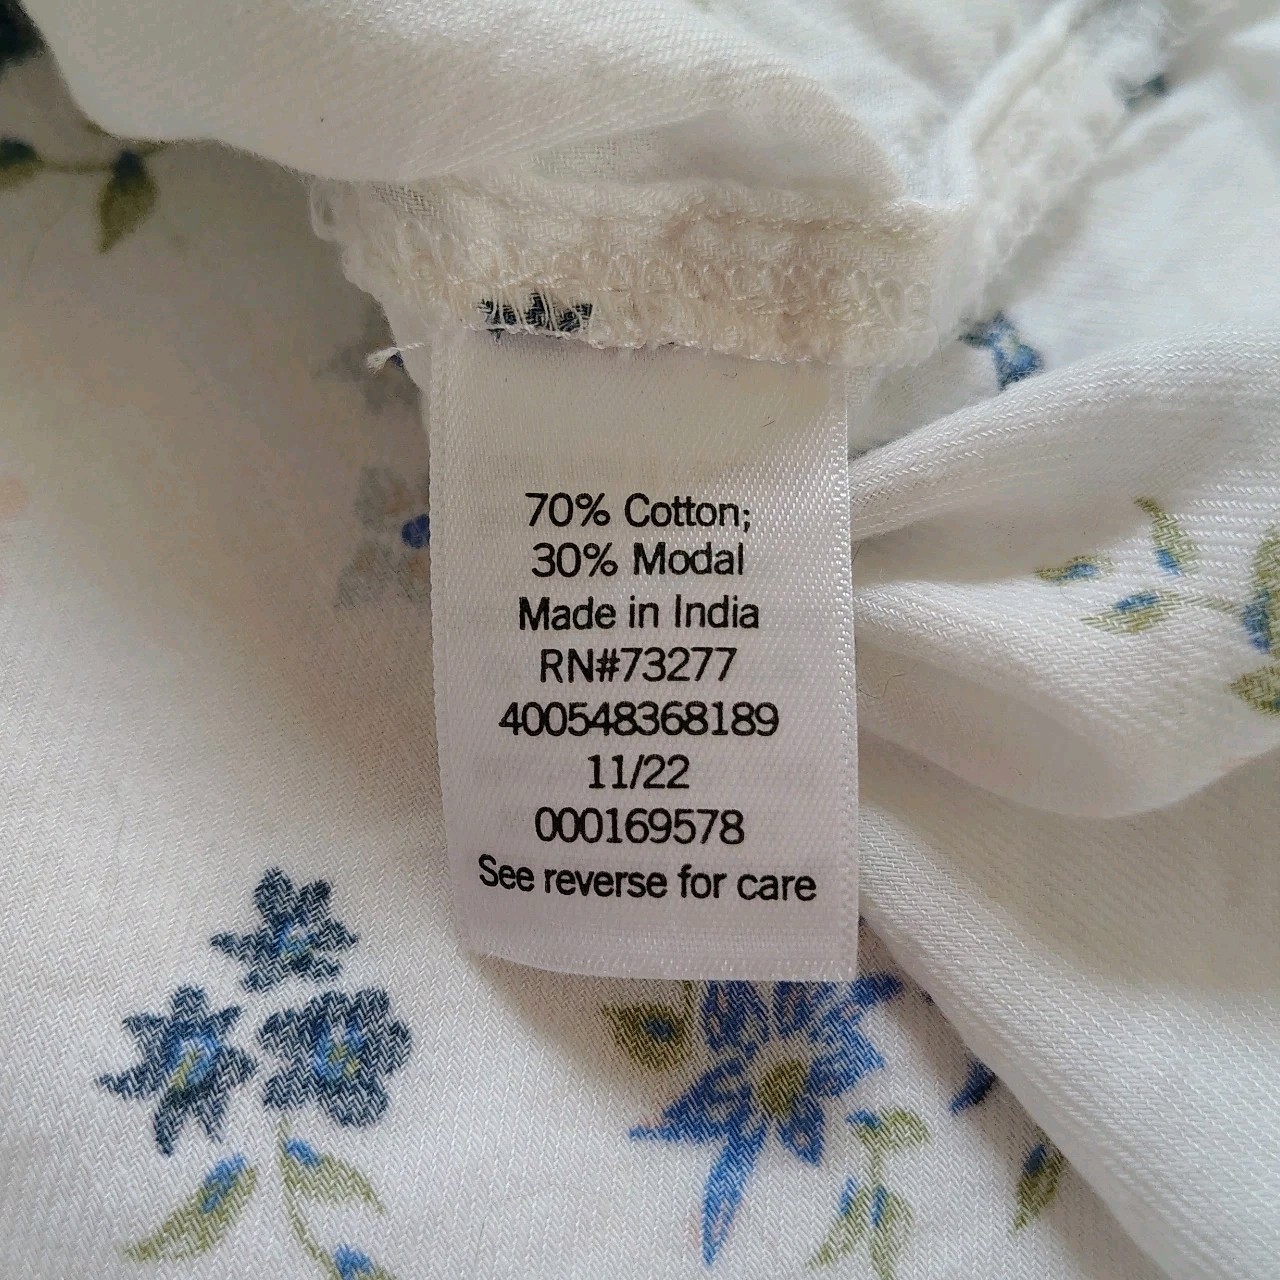 70% Cotton;
30% Modal
Made in India
RN#73277
400548368189
11/22
000169578
See reverse for care